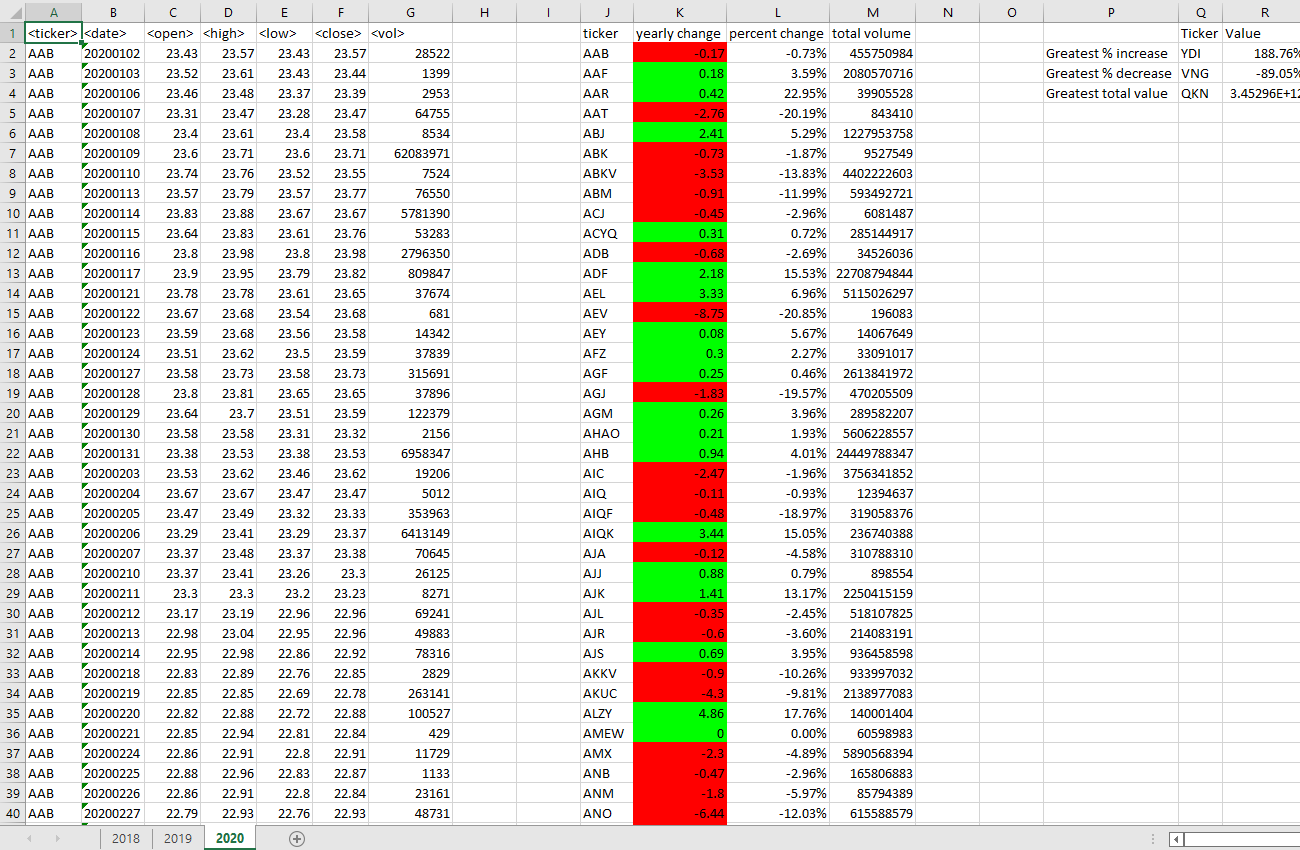 A B C D E F G H I J K L M N O P Q R
1 <ticker> <date> <open> <high> <low> <close> <vol> ticker yearly change percent change total volume Ticker Value
2 AAB 20200102 23.43 23.57 23.43 23.57 28522 AAB -0.17 -0.73% 455750984 Greatest % increase YDI 188.76%
3 AAB 20200103 23.52 23.61 23.43 23.44 1399 AAF 0.18 3.59% 2080570716 Greatest % decrease VNG -89.05%
4 AAB 20200106 23.46 23.48 23.37 23.39 2953 AAR 0.42 22.95% 39905528 Greatest total value QKN 3.45296E+12
5 AAB 20200107 23.31 23.47 23.28 23.47 64755 AAT -2.76 -20.19% 843410
6 AAB 20200108 23.4 23.61 23.4 23.58 8534 ABJ 2.41 5.29% 1227953758
7 AAB 20200109 23.6 23.71 23.6 23.71 62083971 ABK -0.73 -1.87% 9527549
8 AAB 20200110 23.74 23.76 23.52 23.55 7524 ABKV -3.53 -13.83% 4402222603
9 AAB 20200113 23.57 23.79 23.57 23.77 76550 ABM -0.91 -11.99% 593492721
10 AAB 20200114 23.83 23.88 23.67 23.67 5781390 ACJ -0.45 -2.96% 6081487
11 AAB 20200115 23.64 23.83 23.61 23.76 53283 ACYQ 0.31 0.72% 285144917
12 AAB 20200116 23.8 23.98 23.8 23.98 2796350 ADB -0.68 -2.69% 34526036
13 AAB 20200117 23.9 23.95 23.79 23.82 809847 ADF 2.18 15.53% 22708794844
14 AAB 20200121 23.78 23.78 23.61 23.65 37674 AEL 3.33 6.96% 5115026297
15 AAB 20200122 23.67 23.68 23.54 23.68 681 AEV -8.75 -20.85% 196083
16 AAB 20200123 23.59 23.68 23.56 23.58 14342 AEY 0.08 5.67% 14067649
17 AAB 20200124 23.51 23.62 23.5 23.59 37839 AFZ 0.3 2.27% 33091017
18 AAB 20200127 23.58 23.73 23.58 23.73 315691 AGF 0.25 0.46% 2613841972
19 AAB 20200128 23.8 23.81 23.65 23.65 37896 AGJ -1.83 -19.57% 470205509
20 AAB 20200129 23.64 23.7 23.51 23.59 122379 AGM 0.26 3.96% 289582207
21 AAB 20200130 23.58 23.58 23.31 23.32 2156 AHAO 0.21 1.93% 5606228557
22 AAB 20200131 23.38 23.53 23.38 23.53 6958347 AHB 0.94 4.01% 24449788347
23 AAB 20200203 23.53 23.62 23.46 23.62 19206 AIC -2.47 -1.96% 3756341852
24 AAB 20200204 23.67 23.67 23.47 23.47 5012 AIQ -0.11 -0.93% 12394637
25 AAB 20200205 23.47 23.49 23.32 23.33 353963 AIQF -0.48 -18.97% 319058376
26 AAB 20200206 23.29 23.41 23.29 23.37 6413149 AIQK 3.44 15.05% 236740388
27 AAB 20200207 23.37 23.48 23.37 23.38 70645 AJA -0.12 -4.58% 310788310
28 AAB 20200210 23.37 23.41 23.26 23.3 26125 AJJ 0.88 0.79% 898554
29 AAB 20200211 23.3 23.3 23.2 23.23 8271 AJK 1.41 13.17% 2250415159
30 AAB 20200212 23.17 23.19 22.96 22.96 69241 AJL -0.35 -2.45% 518107825
31 AAB 20200213 22.98 23.04 22.95 22.96 49883 AJR -0.6 -3.60% 214083191
32 AAB 20200214 22.95 22.98 22.86 22.92 78316 AJS 0.69 3.95% 936458598
33 AAB 20200218 22.83 22.89 22.76 22.85 2829 AKKV -0.9 -10.26% 933997032
34 AAB 20200219 22.85 22.85 22.69 22.78 263141 AKUC -4.3 -9.81% 2138977083
35 AAB 20200220 22.82 22.88 22.72 22.88 100527 ALZY 4.86 17.76% 140001404
36 AAB 20200221 22.85 22.94 22.81 22.84 429 AMEW 0 0.00% 60598983
37 AAB 20200224 22.86 22.91 22.8 22.91 11729 AMX -2.3 -4.89% 5890568394
38 AAB 20200225 22.88 22.96 22.83 22.87 1133 ANB -0.47 -2.96% 165806883
39 AAB 20200226 22.86 22.91 22.8 22.84 23161 ANM -1.8 -5.97% 85794389
40 AAB 20200227 22.79 22.93 22.76 22.93 48731 ANO -6.44 -12.03% 615588579
2018 2019 2020